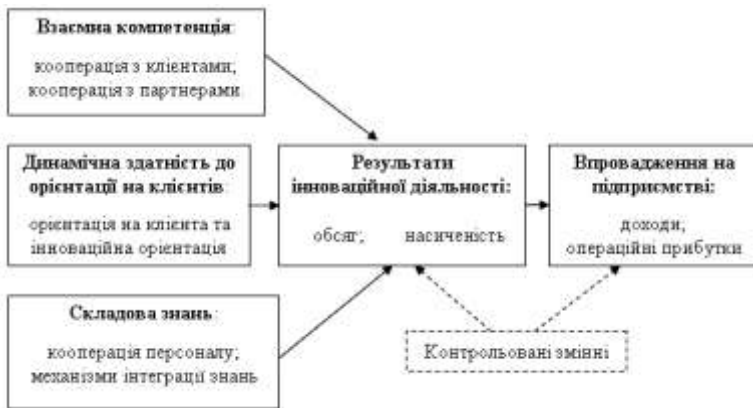 Взаємна компетенція
кооперація з клієнтами;
кооперація з партнерами
Динамічна здатність до
орієнтації на клієнтів
орієнтація на клієнта та
інноваційна орієнтація
Складова знань
кооперація персоналу;
механізми інтеграції знань
Результати
інноваційної діяльності:
обсяг; насиченість
Впровадження на
підприємстві:
доходи;
операційні прибутки
Контрольовані змінні